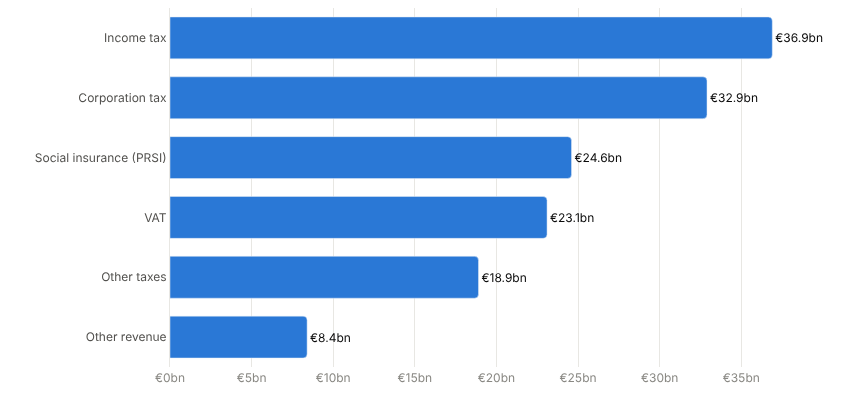 Income tax €36.9bn
Corporation tax €32.9bn
Social insurance (PRSI) €24.6bn
VAT €23.1bn
Other taxes €18.9bn
Other revenue €8.4bn
€0bn €5bn €10bn €15bn €20bn €25bn €30bn €35bn